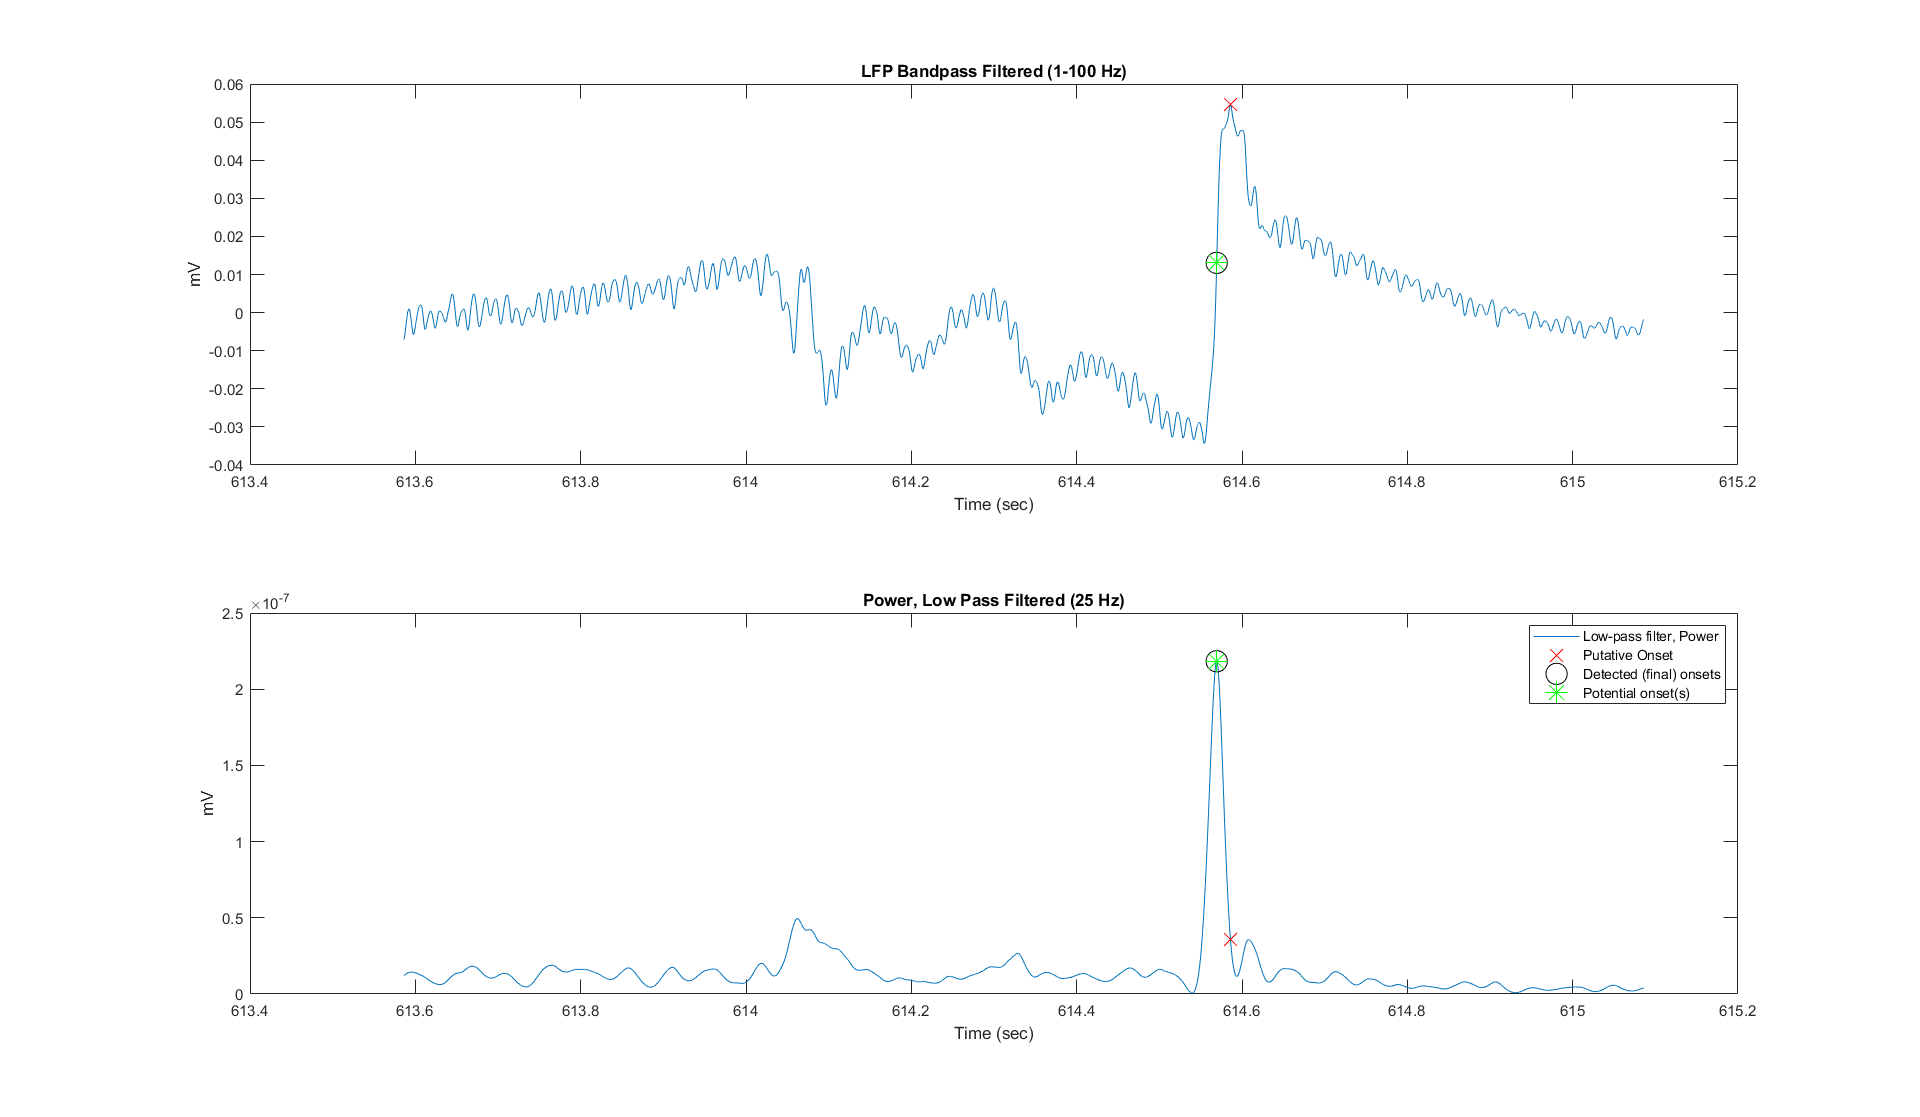 LFP Bandpass Filtered (1-100 Hz)
0.06
0.05
0.04
0.03
0.02
0.01
0
-0.01
-0.02
-0.03
-0.04
mV
613.4 613.6 613.8 614 614.2 614.4 614.6 614.8 615 615.2
Time (sec)
Power, Low Pass Filtered (25 Hz)
×10-7
2.5
2
1.5
1
0.5
0
mV
Low-pass filter, Power
Putative Onset
Detected (final) onsets
Potential onset(s)
613.4 613.6 613.8 614 614.2 614.4 614.6 614.8 615 615.2
Time (sec)